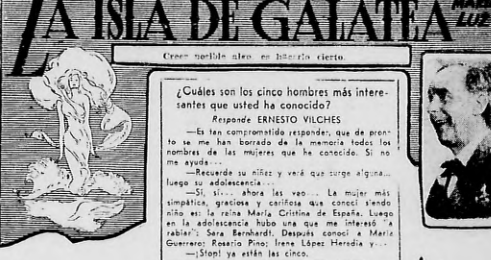 LA ISLA DE GALATEA
MARI
LUZ
Creer posible algo, es hacerlo cierto.
¿Cuáles son los cinco hombres más intere-
santes que usted ha conocido?
Responde ERNESTO VILCHES
—Es tan comprometido responder, que de pron-
to se me han borrado de la memoria todos los
nombres de las mujeres que he conocido. Si no
me ayuda...
—Recuerde su niñez y verá que surge alguna...
luego su adolescencia...
—Sí, sí... ahora las veo... La mujer más
simpática, graciosa y cariñosa que conocí siendo
niño es: la reina María Cristina de España. Luego
en la adolescencia hubo una que me interesó "a
rabiar"; Sara Bernhardt. Después conocí a María
Guerrero; Rosario Pino; Irene López Heredia y...
—¡Stop! ya están las cinco.